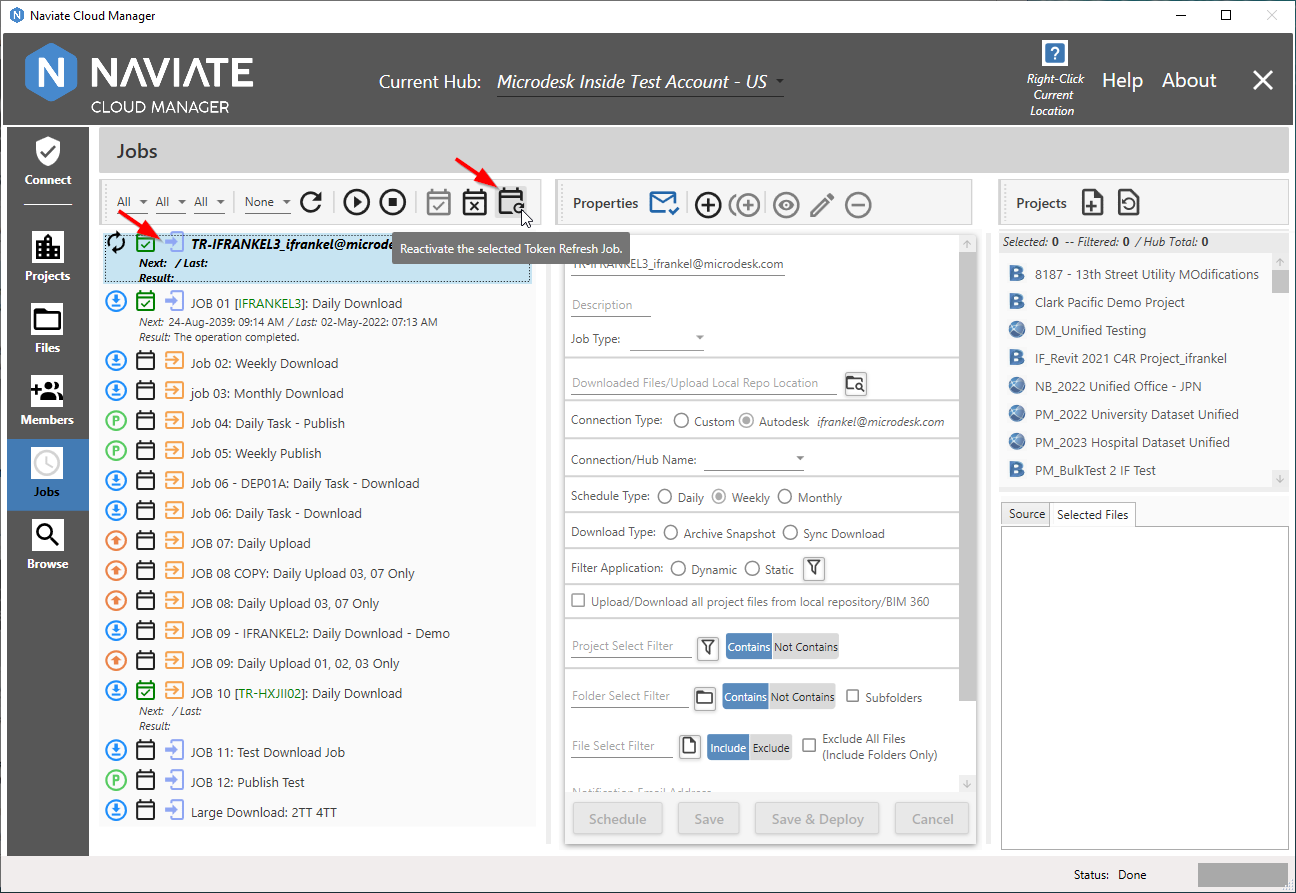 Naviate Cloud Manager
NAVIATE
CLOUD MANAGER
Current Hub: Microdesk Inside Test Account - US
Right-Click
Current
Location
Help
About
Connect
Projects
Files
Members
Jobs
Browse
Jobs
All
All
All
None
Properties
Projects
TR-IFRANKEL3_ifrankel@microde
Next: / Last:
Result:
Reactivate the selected Token Refresh Job.
JOB 01 [IFRANKEL3]: Daily Download
Next: 24-Aug-2039: 09:14 AM / Last: 02-May-2022: 07:13 AM
Result: The operation completed.
Job 02: Weekly Download
job 03: Monthly Download
Job 04: Daily Task - Publish
Job 05: Weekly Publish
Job 06 - DEP01A: Daily Task - Download
Job 06: Daily Task - Download
JOB 07: Daily Upload
JOB 08 COPY: Daily Upload 03, 07 Only
JOB 08: Daily Upload 03, 07 Only
JOB 09 - IFRANKEL2: Daily Download - Demo
JOB 09: Daily Upload 01, 02, 03 Only
JOB 10 [TR-HXJII02]: Daily Download
Next: / Last:
Result:
JOB 11: Test Download Job
JOB 12: Publish Test
Large Download: 2TT 4TT
TR-IFRANKEL3_ifrankel@microdesk.com
Description
Job Type:
Downloaded Files/Upload Local Repo Location
Connection Type: Custom Autodesk ifrankel@microdesk.com
Connection/Hub Name:
Schedule Type: Daily Weekly Monthly
Download Type: Archive Snapshot Sync Download
Filter Application: Dynamic Static
Upload/Download all project files from local repository/BIM 360
Project Select Filter Contains Not Contains
Folder Select Filter Contains Not Contains Subfolders
File Select Filter Include Exclude Exclude All Files
(Include Folders Only)
Notification Email Address
Schedule Save Save & Deploy Cancel
Selected: 0 -- Filtered: 0 / Hub Total: 0
8187 - 13th Street Utility MOdifications
Clark Pacific Demo Project
DM_Unified Testing
IF_Revit 2021 C4R Project_ifrankel
NB_2022 Unified Office - JPN
PM_2022 University Dataset Unified
PM_2023 Hospital Dataset Unified
PM_BulkTest 2 IF Test
Source Selected Files
Status: Done